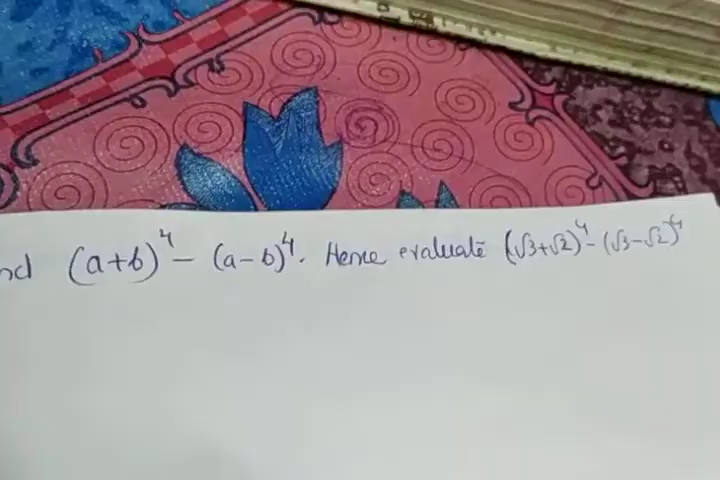 nd (a+b)⁴ - (a-b)⁴. Hence evaluate (√3+√2)⁴ - (√3-√2)⁴